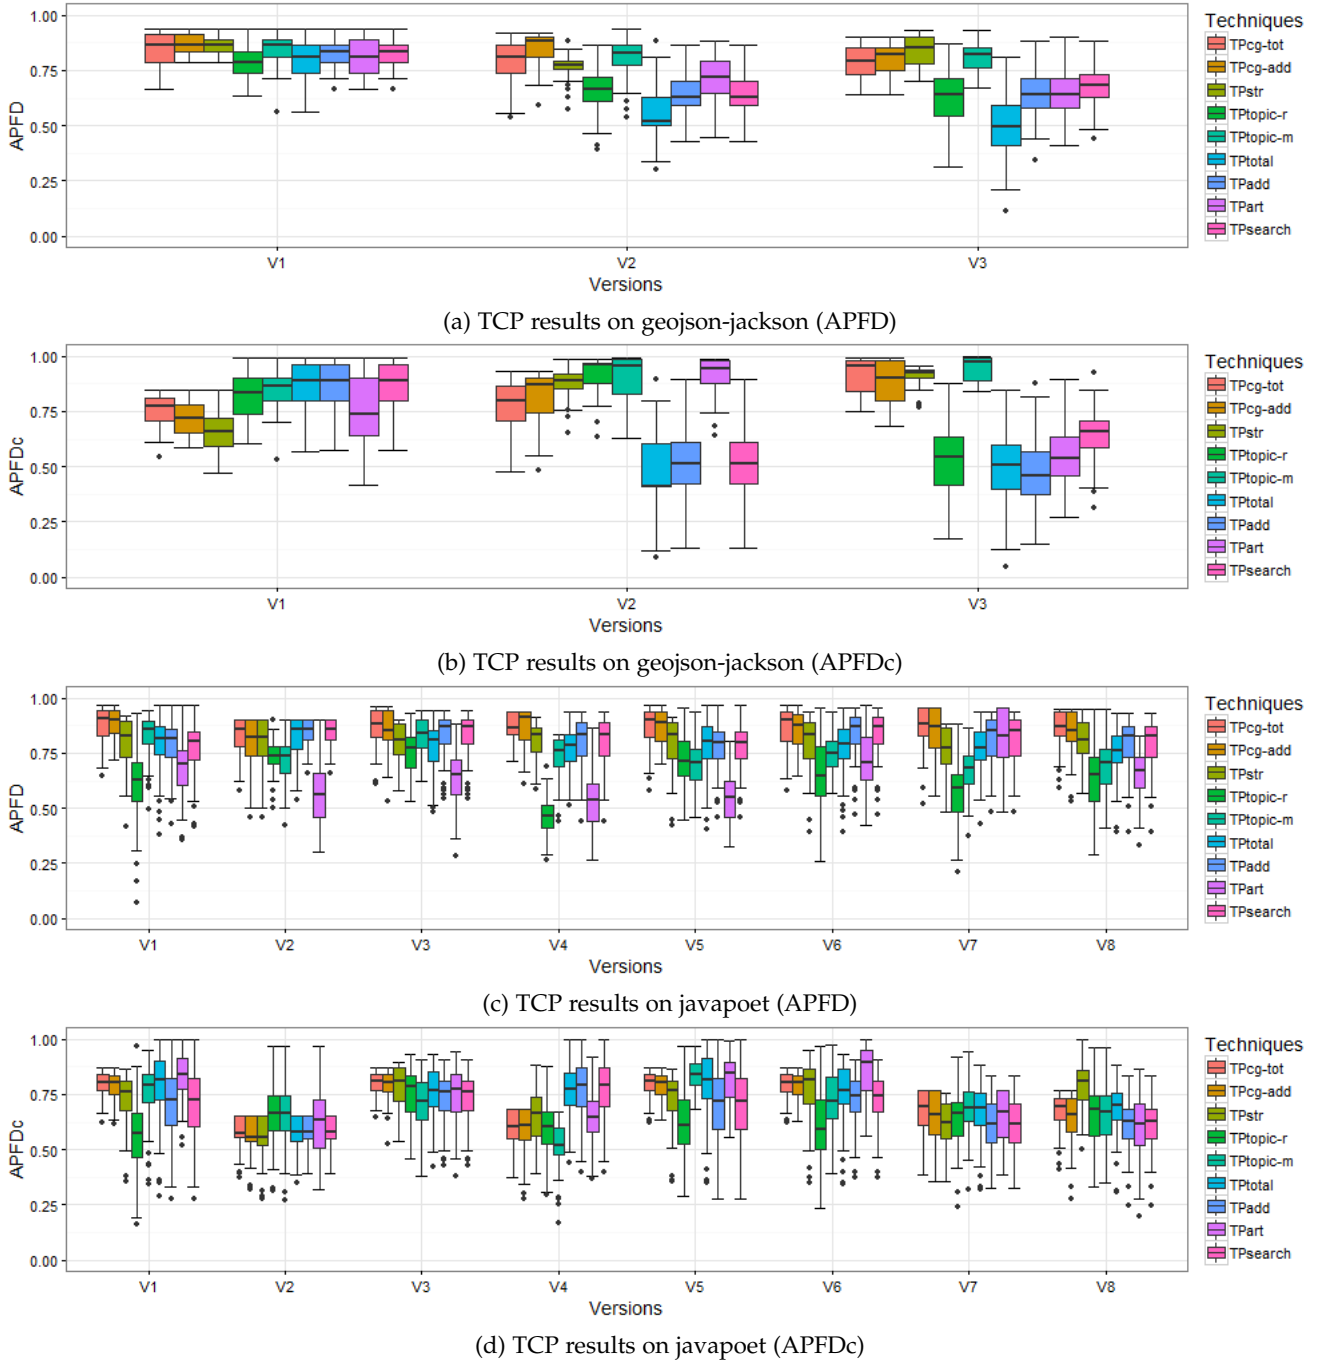 Techniques
1.00
0.75
0.50
0.25
0.00
APFD
TPcg-tot
TPcg-add
TPstr
TPtopic-r
TPtopic-m
TPtotal
TPadd
TPart
TPsearch
V1 V2 V3
Versions
(a) TCP results on geojson-jackson (APFD)
Techniques
1.00
0.75
0.50
0.25
0.00
APFDc
TPcg-tot
TPcg-add
TPstr
TPtopic-r
TPtopic-m
TPtotal
TPadd
TPart
TPsearch
V1 V2 V3
Versions
(b) TCP results on geojson-jackson (APFDc)
Techniques
1.00
0.75
0.50
0.25
0.00
APFD
TPcg-tot
TPcg-add
TPstr
TPtopic-r
TPtopic-m
TPtotal
TPadd
TPart
TPsearch
V1 V2 V3 V4 V5 V6 V7 V8
Versions
(c) TCP results on javapoet (APFD)
Techniques
1.00
0.75
0.50
0.25
0.00
APFDc
TPcg-tot
TPcg-add
TPstr
TPtopic-r
TPtopic-m
TPtotal
TPadd
TPart
TPsearch
V1 V2 V3 V4 V5 V6 V7 V8
Versions
(d) TCP results on javapoet (APFDc)